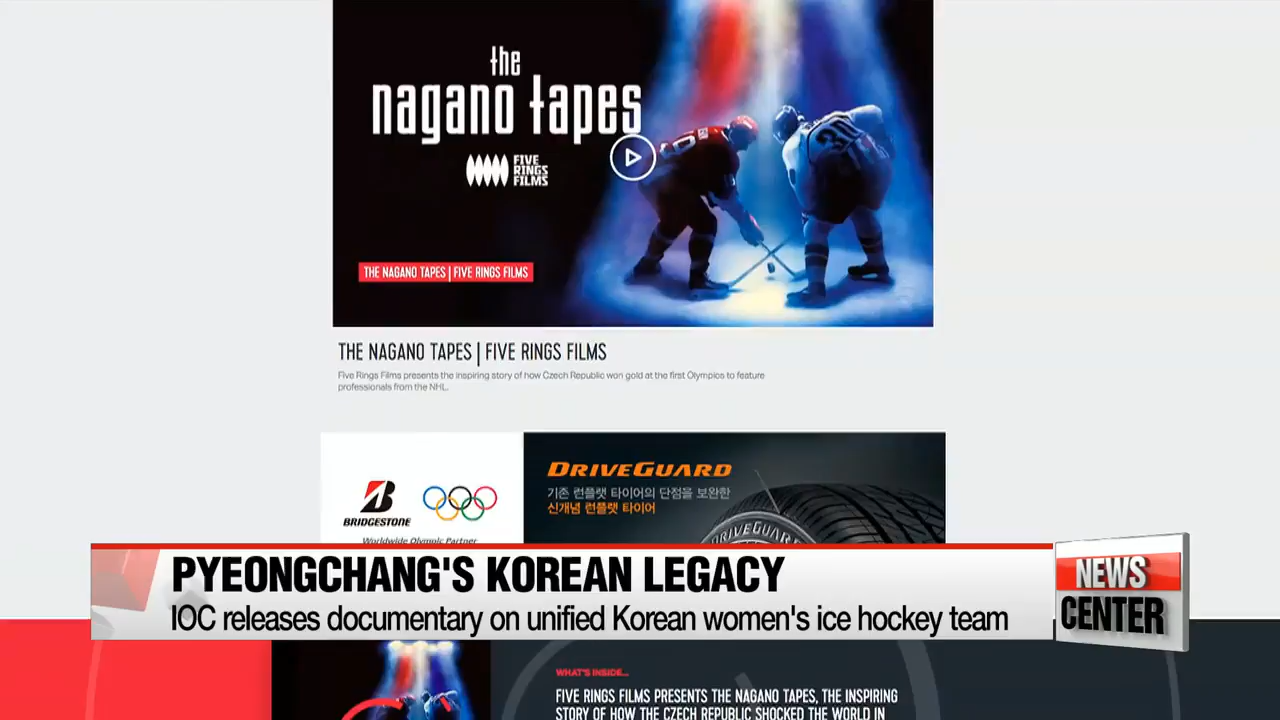 the
nagano tapes
FIVE
RINGS
FILMS
THE NAGANO TAPES | FIVE RINGS FILMS
THE NAGANO TAPES | FIVE RINGS FILMS
Five Rings Films presents the inspiring story of how Czech Republic won gold at the first Olympics to feature
professionals from the NHL.
BRIDGESTONE
Worldwide Olympic Partner
DRIVEGUARD
기존 런플랫 타이어의 단점을 보완한
신개념 런플랫 타이어
DRIVEGUARD
PYEONGCHANG'S KOREAN LEGACY
IOC releases documentary on unified Korean women's ice hockey team
NEWS
CENTER
WHAT'S INSIDE...
FIVE RINGS FILMS PRESENTS THE NAGANO TAPES, THE INSPIRING
STORY OF HOW THE CZECH REPUBLIC SHOCKED THE WORLD IN